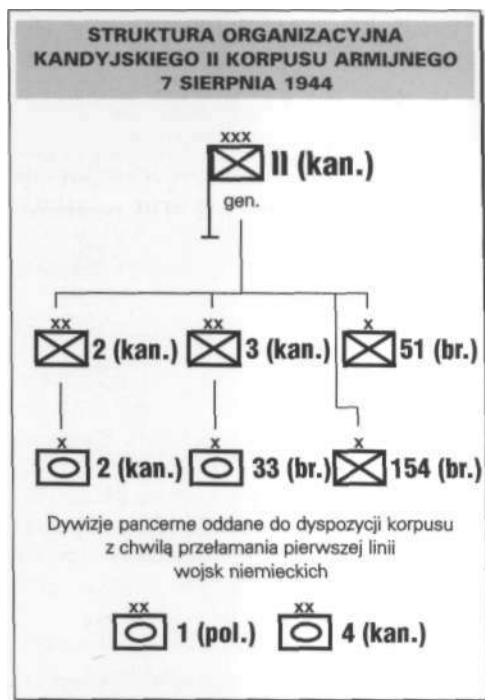 STRUKTURA ORGANIZACYJNA
KANDYJSKIEGO II KORPUSU ARMIJNEGO
7 SIERPNIA 1944
xxx
II (kan.)
gen.
xx xx x
2 (kan.) 3 (kan.) 51 (br.)
x x x
2 (kan.) 33 (br.) 154 (br.)
Dywizje pancerne oddane do dyspozycji korpusu
z chwilą przełamania pierwszej linii
wojsk niemieckich
xx xx
1 (pol.) 4 (kan.)